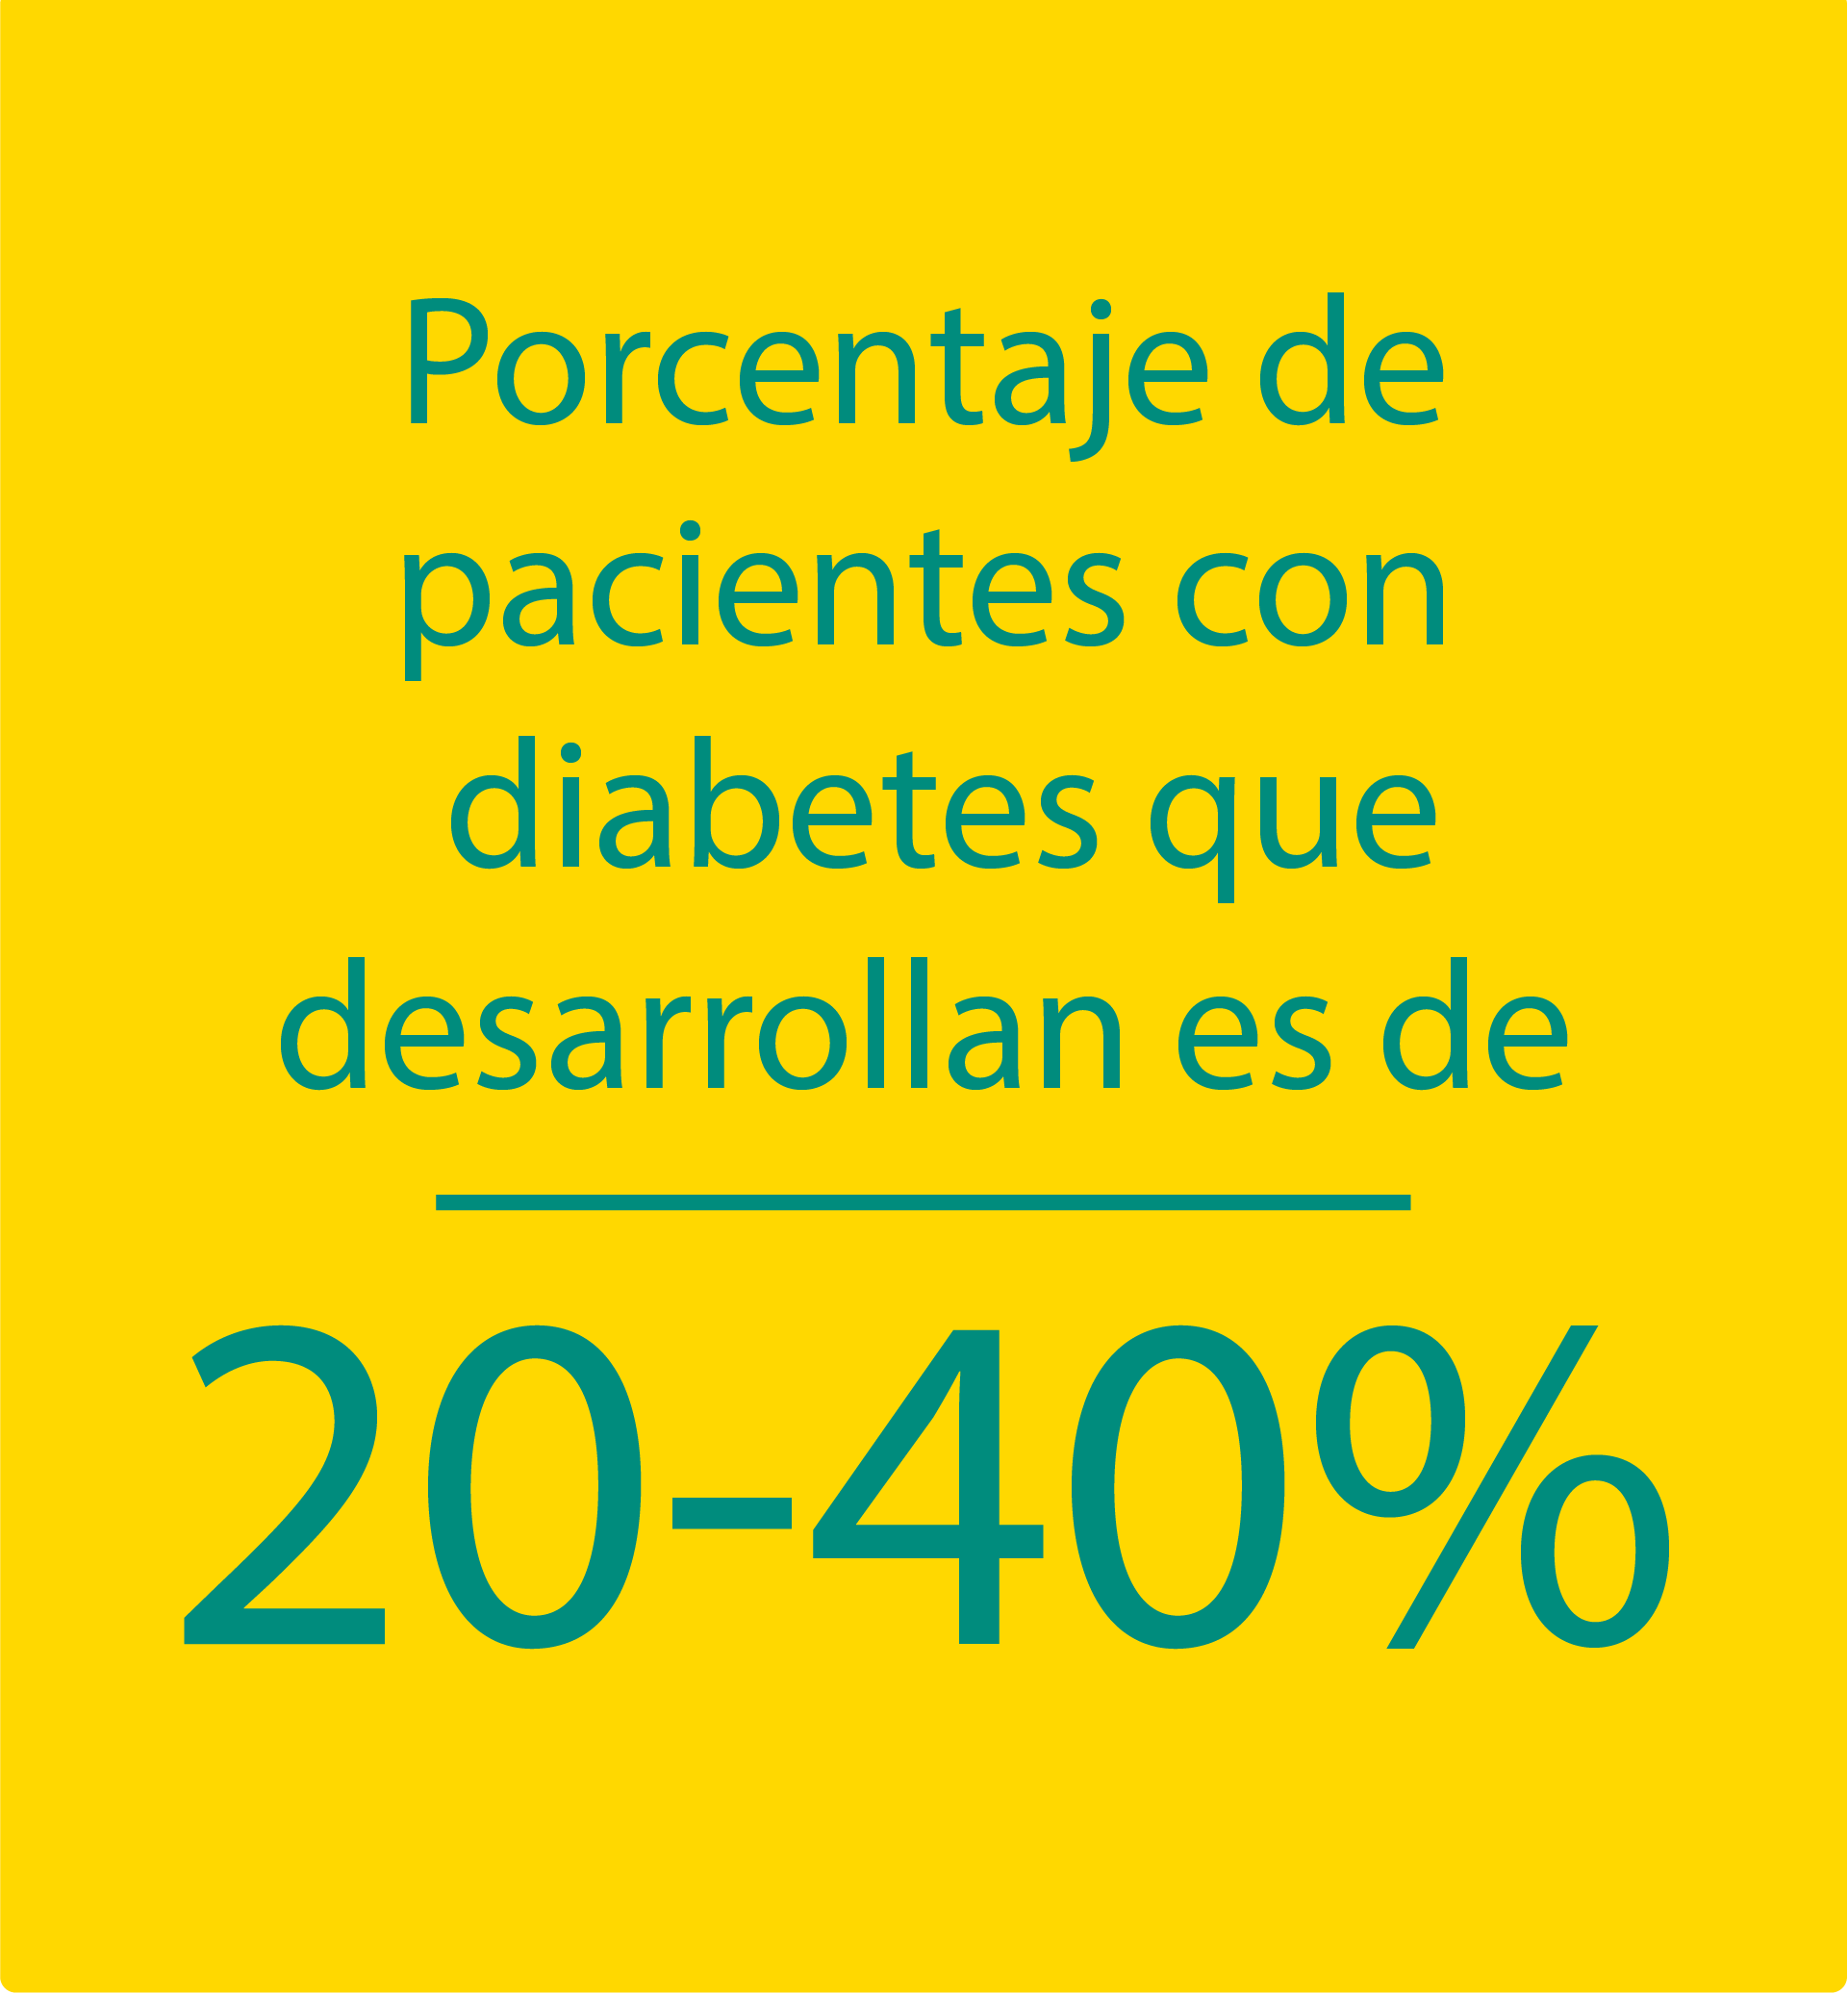 Porcentaje de
pacientes con
diabetes que
desarrollan es de
20-40%